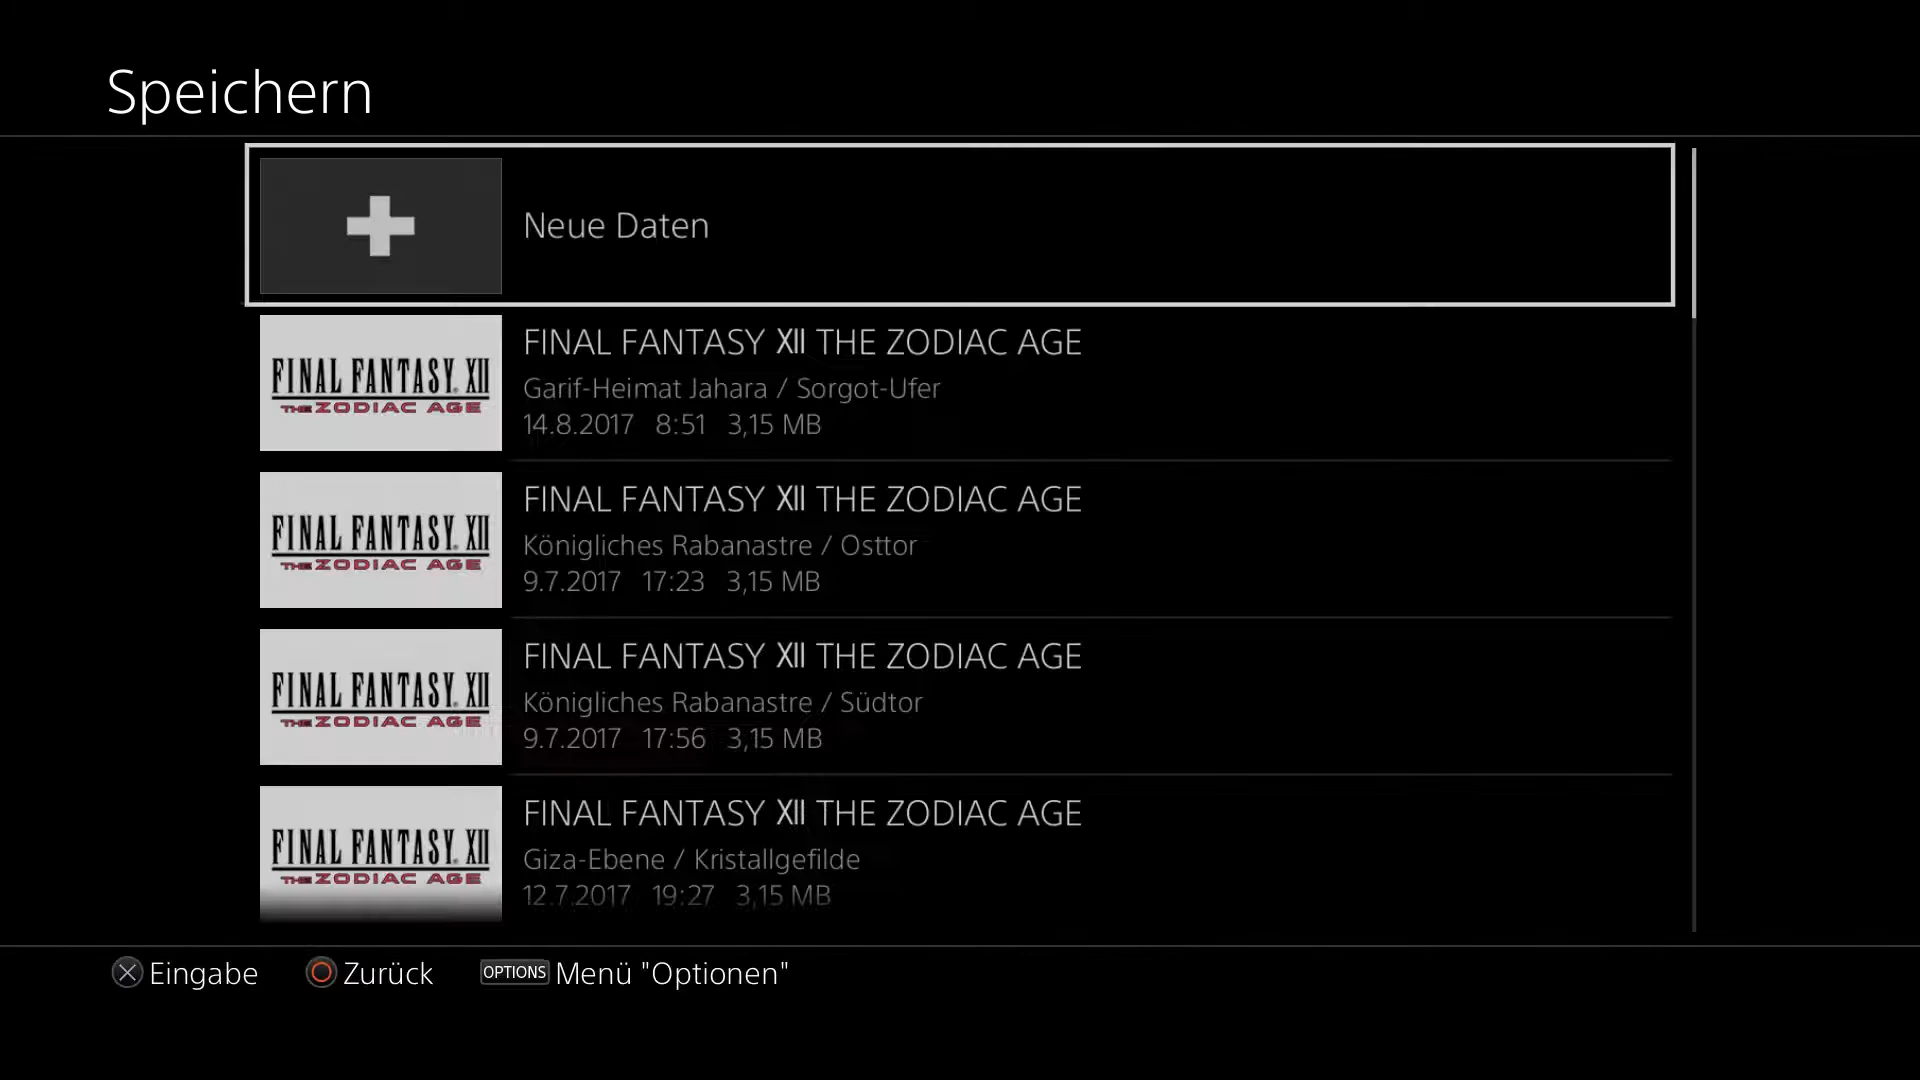 Speichern
Neue Daten
FINAL FANTASY XII
THE ZODIAC AGE
FINAL FANTASY XII THE ZODIAC AGE
Garif-Heimat Jahara / Sorgot-Ufer
14.8.2017 8:51 3,15 MB
FINAL FANTASY XII
THE ZODIAC AGE
FINAL FANTASY XII THE ZODIAC AGE
Königliches Rabanastre / Osttor
9.7.2017 17:23 3,15 MB
FINAL FANTASY XII
THE ZODIAC AGE
FINAL FANTASY XII THE ZODIAC AGE
Königliches Rabanastre / Südtor
9.7.2017 17:56 3,15 MB
FINAL FANTASY XII
THE ZODIAC AGE
FINAL FANTASY XII THE ZODIAC AGE
Giza-Ebene / Kristallgefilde
12.7.2017 19:27 3,15 MB
Eingabe Zurück OPTIONS Menü "Optionen"